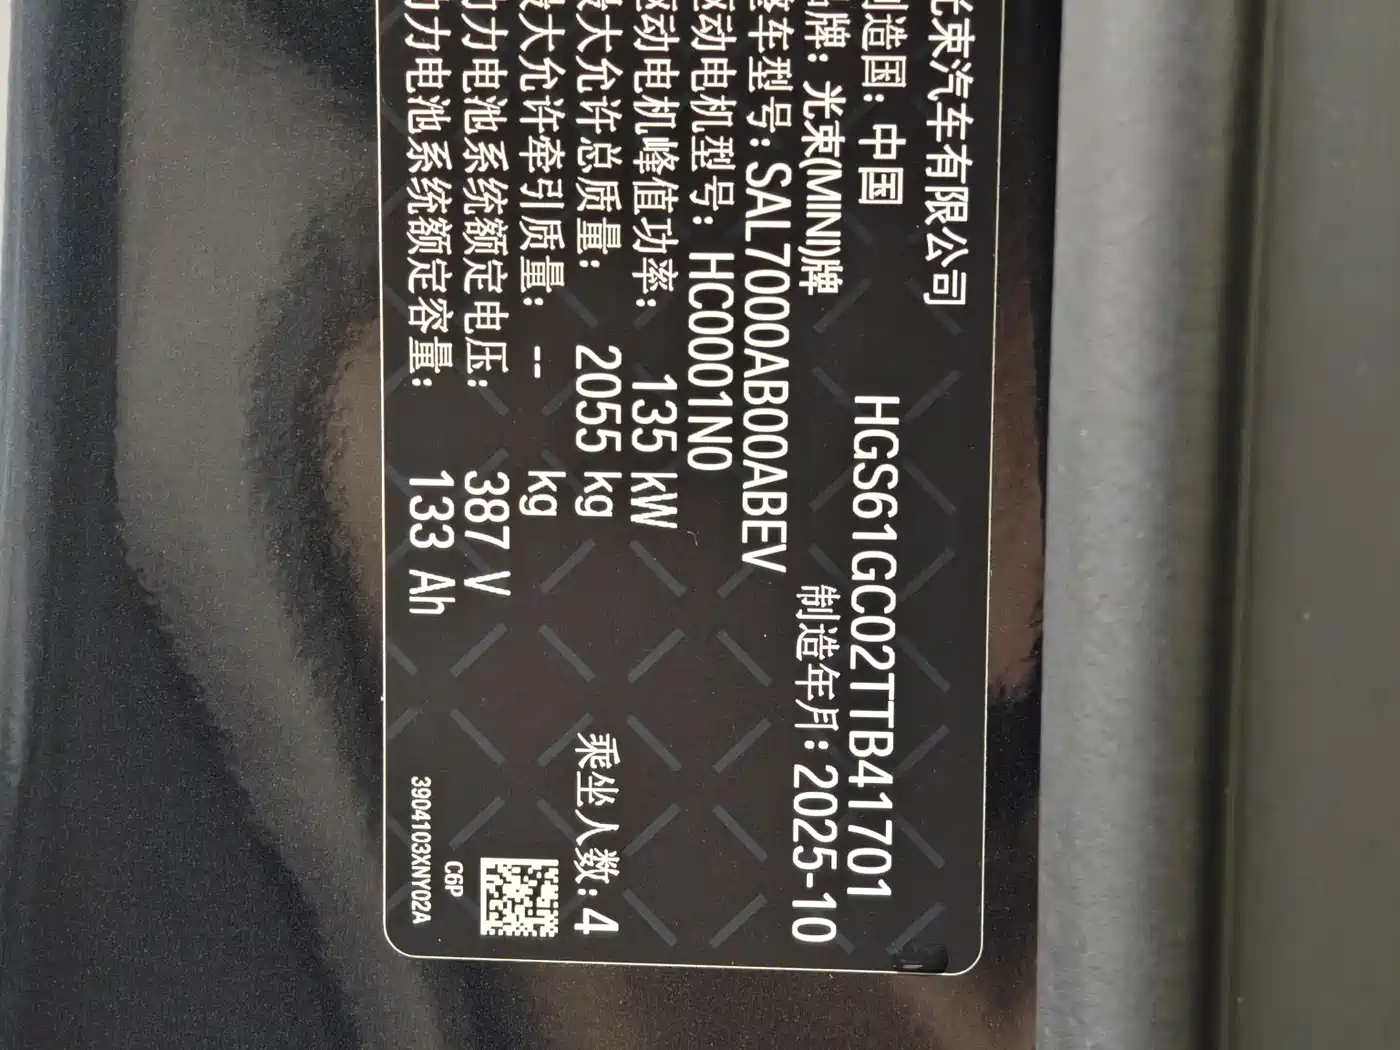 光束汽车有限公司
制造国: 中国 HGS61GC02TTB41701
品牌: 光束(MINI)牌 制造年月: 2025-10
整车型号: SAL7000AB00ABEV
驱动电机型号: HC0001N0
驱动电机峰值功率: 135 kW
最大允许总质量: 2055 kg 乘坐人数: 4
最大允许牵引质量: -- kg
动力电池系统额定电压: 387 V
动力电池系统额定容量: 133 Ah
C6P
3904103XNY02A